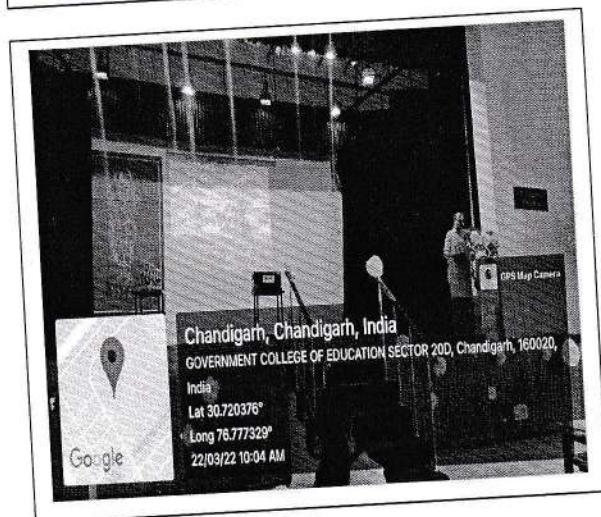 GPS Map Camera
Chandigarh, Chandigarh, India
GOVERNMENT COLLEGE OF EDUCATION SECTOR 20D, Chandigarh, 160020,
India
Lat 30.720376°
Long 76.777329°
22/03/22 10:04 AM
Google